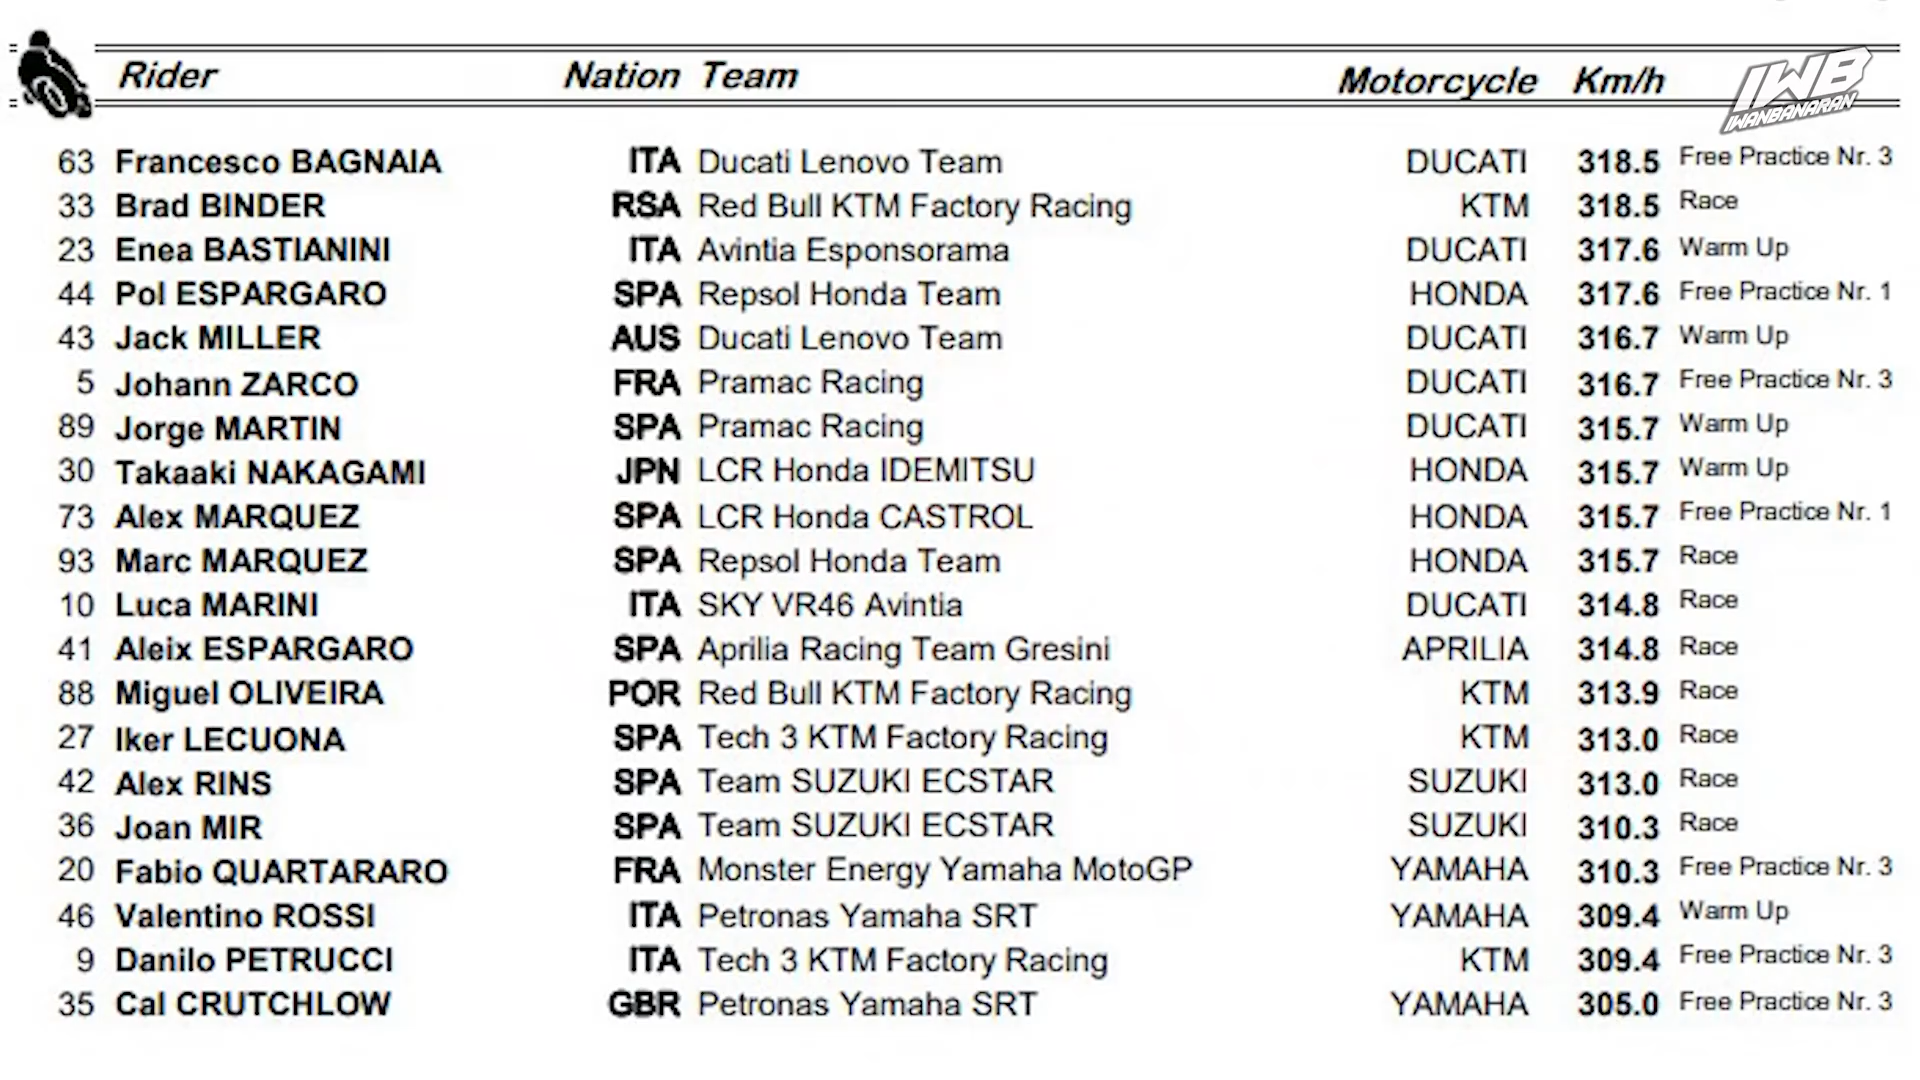 Rider Nation Team Motorcycle Km/h
IWB
IWANBANARAN
63 Francesco BAGNAIA ITA Ducati Lenovo Team DUCATI 318.5 Free Practice Nr. 3
33 Brad BINDER RSA Red Bull KTM Factory Racing KTM 318.5 Race
23 Enea BASTIANINI ITA Avintia Esponsorama DUCATI 317.6 Warm Up
44 Pol ESPARGARO SPA Repsol Honda Team HONDA 317.6 Free Practice Nr. 1
43 Jack MILLER AUS Ducati Lenovo Team DUCATI 316.7 Warm Up
5 Johann ZARCO FRA Pramac Racing DUCATI 316.7 Free Practice Nr. 3
89 Jorge MARTIN SPA Pramac Racing DUCATI 315.7 Warm Up
30 Takaaki NAKAGAMI JPN LCR Honda IDEMITSU HONDA 315.7 Warm Up
73 Alex MARQUEZ SPA LCR Honda CASTROL HONDA 315.7 Free Practice Nr. 1
93 Marc MARQUEZ SPA Repsol Honda Team HONDA 315.7 Race
10 Luca MARINI ITA SKY VR46 Avintia DUCATI 314.8 Race
41 Aleix ESPARGARO SPA Aprilia Racing Team Gresini APRILIA 314.8 Race
88 Miguel OLIVEIRA POR Red Bull KTM Factory Racing KTM 313.9 Race
27 Iker LECUONA SPA Tech 3 KTM Factory Racing KTM 313.0 Race
42 Alex RINS SPA Team SUZUKI ECSTAR SUZUKI 313.0 Race
36 Joan MIR SPA Team SUZUKI ECSTAR SUZUKI 310.3 Race
20 Fabio QUARTARARO FRA Monster Energy Yamaha MotoGP YAMAHA 310.3 Free Practice Nr. 3
46 Valentino ROSSI ITA Petronas Yamaha SRT YAMAHA 309.4 Warm Up
9 Danilo PETRUCCI ITA Tech 3 KTM Factory Racing KTM 309.4 Free Practice Nr. 3
35 Cal CRUTCHLOW GBR Petronas Yamaha SRT YAMAHA 305.0 Free Practice Nr. 3